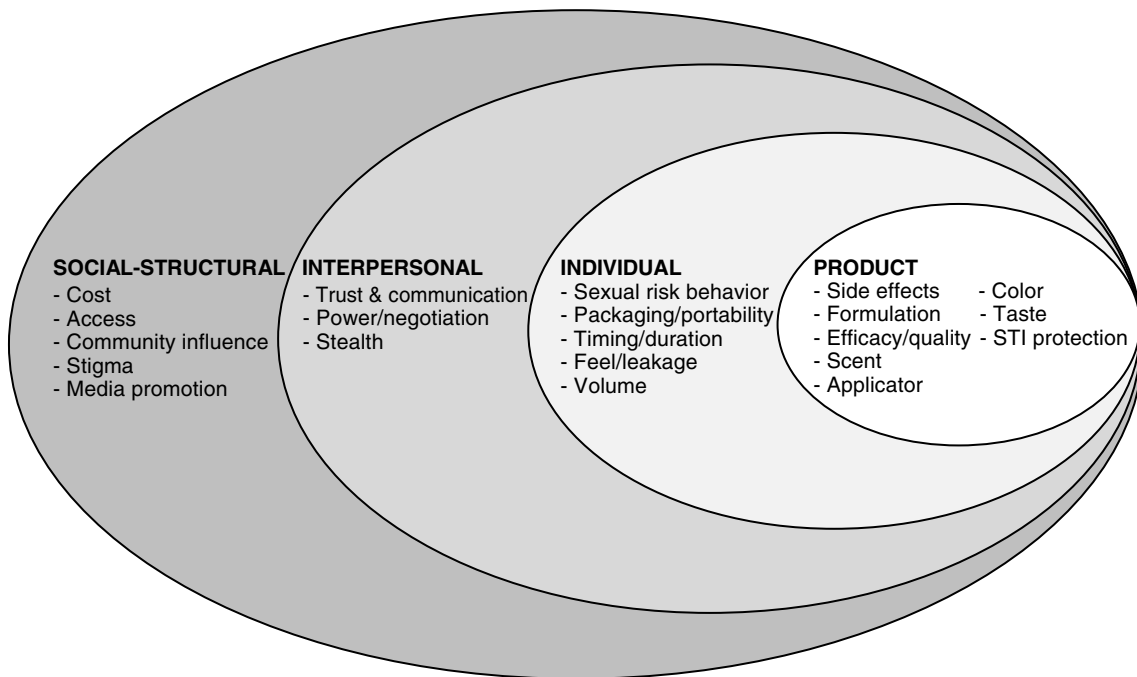 SOCIAL-STRUCTURAL
- Cost
- Access
- Community influence
- Stigma
- Media promotion
INTERPERSONAL
- Trust & communication
- Power/negotiation
- Stealth
INDIVIDUAL
- Sexual risk behavior
- Packaging/portability
- Timing/duration
- Feel/leakage
- Volume
PRODUCT
- Side effects
- Formulation
- Efficacy/quality
- Scent
- Applicator
- Color
- Taste
- STI protection